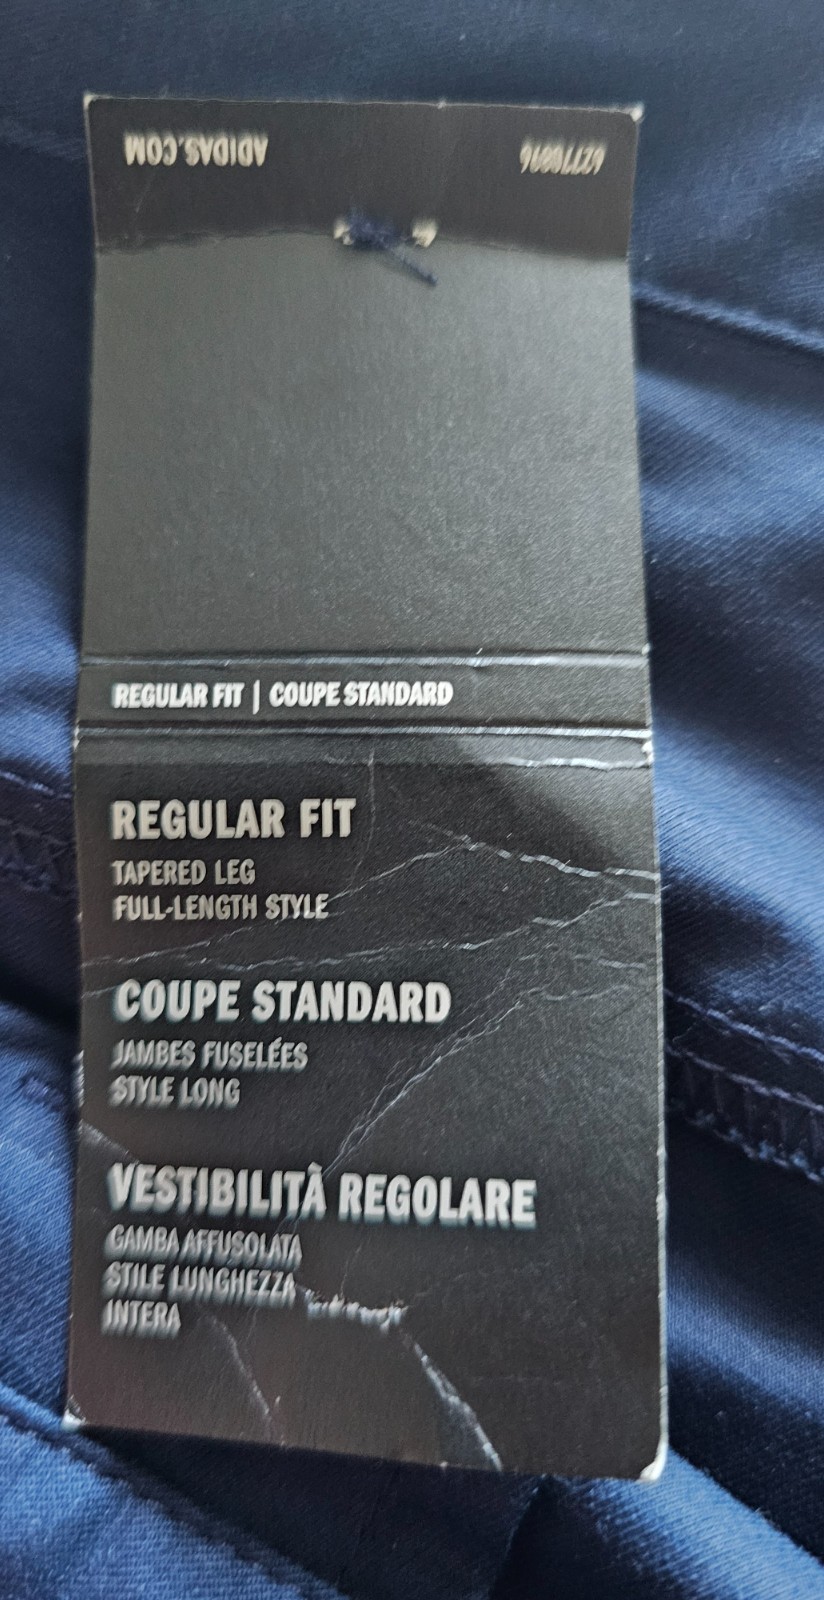 ADIDAS.COM
REGULAR FIT | COUPE STANDARD
REGULAR FIT
TAPERED LEG
FULL-LENGTH STYLE
COUPE STANDARD
JAMBES FUSELÉES
STYLE LONG
VESTIBILITÀ REGOLARE
GAMBA AFFUSOLATA
STILE LUNGHEZZA
INTERA